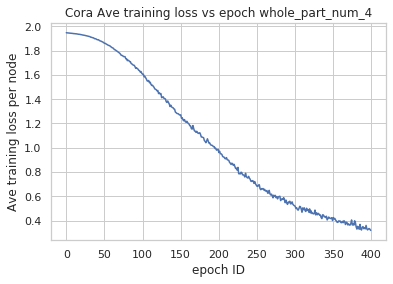 Cora Ave training loss vs epoch whole_part_num_4
Ave training loss per node
2.0
1.8
1.6
1.4
1.2
1.0
0.8
0.6
0.4
0 50 100 150 200 250 300 350 400
epoch ID